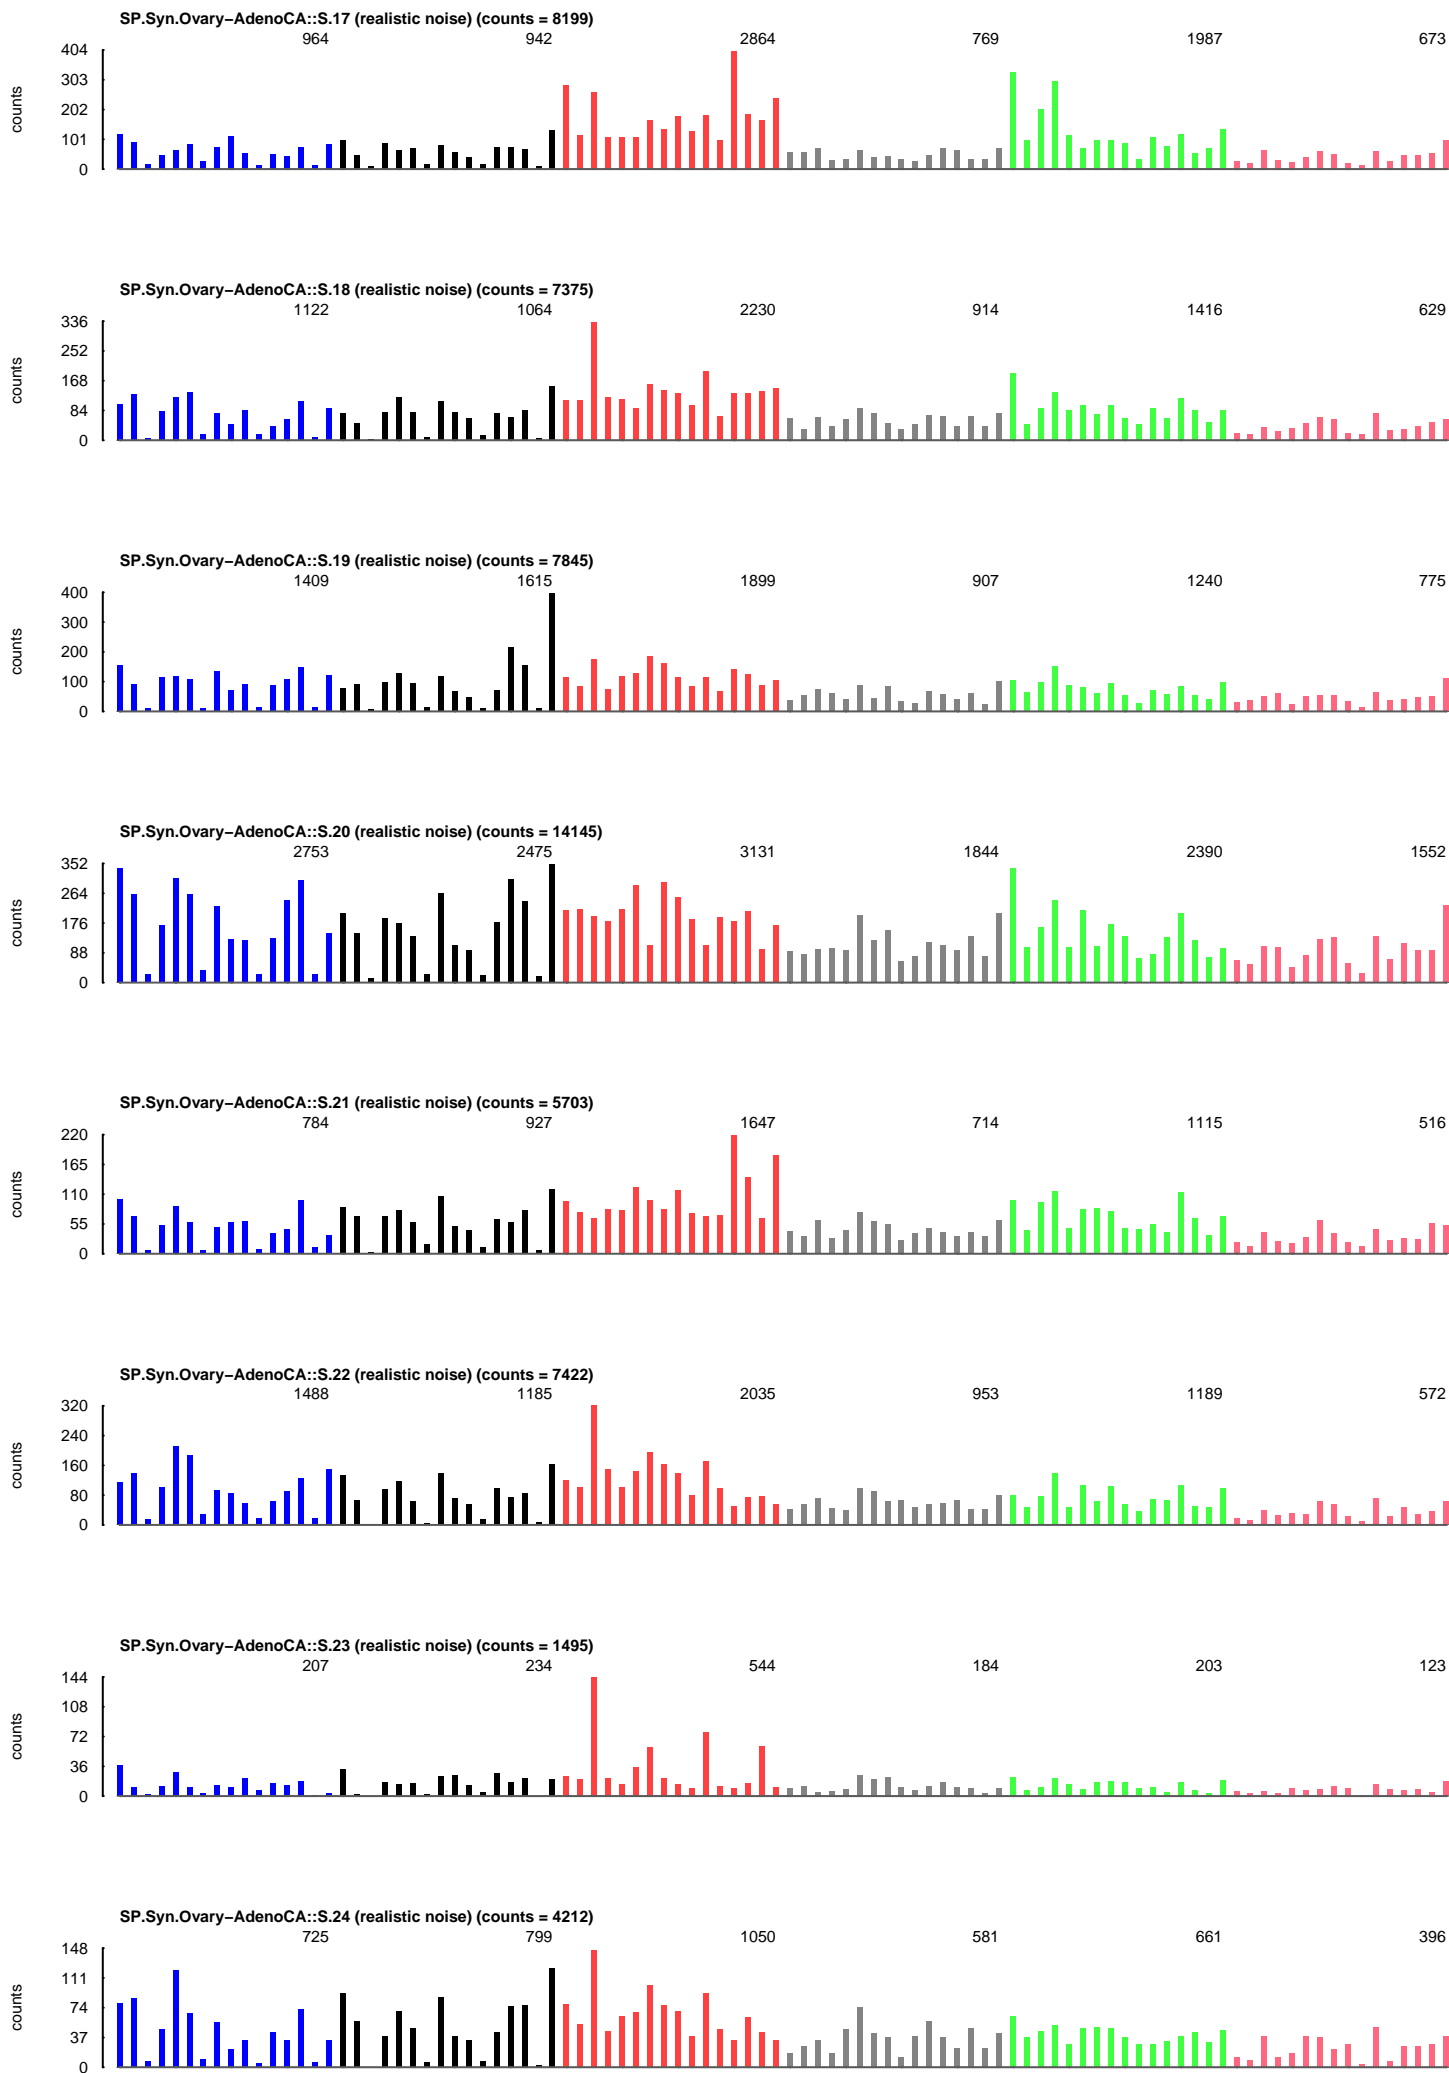 SP.Syn.Ovary−AdenoCA::S.17 (realistic noise) (counts = 8199)
964 942 2864 769 1987 673
404
303
202
101
0
counts
SP.Syn.Ovary−AdenoCA::S.18 (realistic noise) (counts = 7375)
1122 1064 2230 914 1416 629
336
252
168
84
0
counts
SP.Syn.Ovary−AdenoCA::S.19 (realistic noise) (counts = 7845)
1409 1615 1899 907 1240 775
400
300
200
100
0
counts
SP.Syn.Ovary−AdenoCA::S.20 (realistic noise) (counts = 14145)
2753 2475 3131 1844 2390 1552
352
264
176
88
0
counts
SP.Syn.Ovary−AdenoCA::S.21 (realistic noise) (counts = 5703)
784 927 1647 714 1115 516
220
165
110
55
0
counts
SP.Syn.Ovary−AdenoCA::S.22 (realistic noise) (counts = 7422)
1488 1185 2035 953 1189 572
320
240
160
80
0
counts
SP.Syn.Ovary−AdenoCA::S.23 (realistic noise) (counts = 1495)
207 234 544 184 203 123
144
108
72
36
0
counts
SP.Syn.Ovary−AdenoCA::S.24 (realistic noise) (counts = 4212)
725 799 1050 581 661 396
148
111
74
37
0
counts